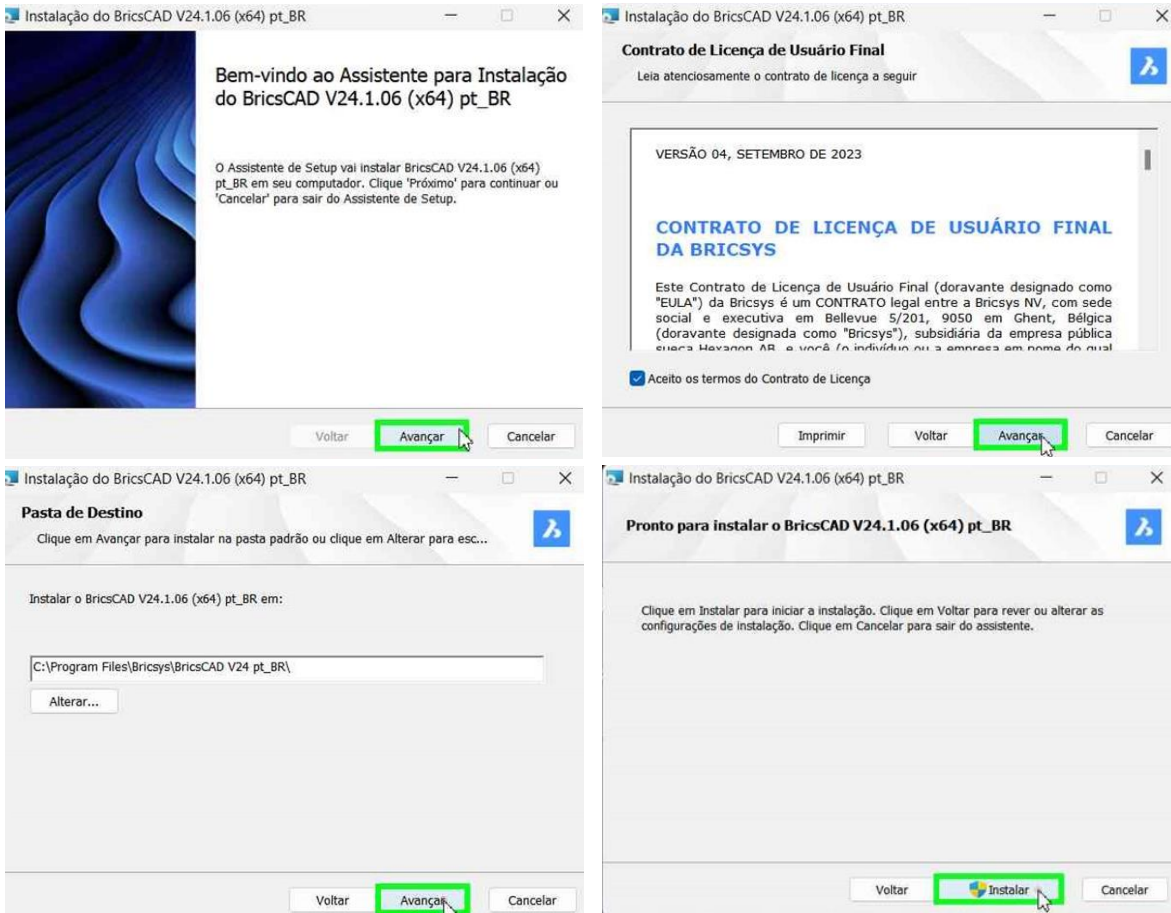 Instalação do BricsCAD V24.1.06 (x64) pt_BR
Bem-vindo ao Assistente para Instalação
do BricsCAD V24.1.06 (x64) pt_BR
O Assistente de Setup vai instalar BricsCAD V24.1.06 (x64)
pt_BR em seu computador. Clique 'Próximo' para continuar ou
'Cancelar' para sair do Assistente de Setup.
Voltar
Avançar
Cancelar
Instalação do BricsCAD V24.1.06 (x64) pt_BR
Contrato de Licença de Usuário Final
Leia atenciosamente o contrato de licença a seguir
VERSÃO 04, SETEMBRO DE 2023
CONTRATO DE LICENÇA DE USUÁRIO FINAL
DA BRICSYS
Este Contrato de Licença de Usuário Final (doravante designado como
"EULA") da Bricsys é um CONTRATO legal entre a Bricsys NV, com sede
social e executiva em Bellevue 5/201, 9050 em Ghent, Bélgica
(doravante designada como "Bricsys"), subsidiária da empresa pública
sueca Hexagon AB, e você (o indivíduo ou a empresa em nome do qual
Aceito os termos do Contrato de Licença
Imprimir
Voltar
Avançar
Cancelar
Instalação do BricsCAD V24.1.06 (x64) pt_BR
Pasta de Destino
Clique em Avançar para instalar na pasta padrão ou clique em Alterar para esc...
Instalar o BricsCAD V24.1.06 (x64) pt_BR em:
C:\Program Files\Bricsys\BricsCAD V24 pt_BR\
Alterar...
Voltar
Avançar
Cancelar
Instalação do BricsCAD V24.1.06 (x64) pt_BR
Pronto para instalar o BricsCAD V24.1.06 (x64) pt_BR
Clique em Instalar para iniciar a instalação. Clique em Voltar para rever ou alterar as
configurações de instalação. Clique em Cancelar para sair do assistente.
Voltar
Instalar
Cancelar